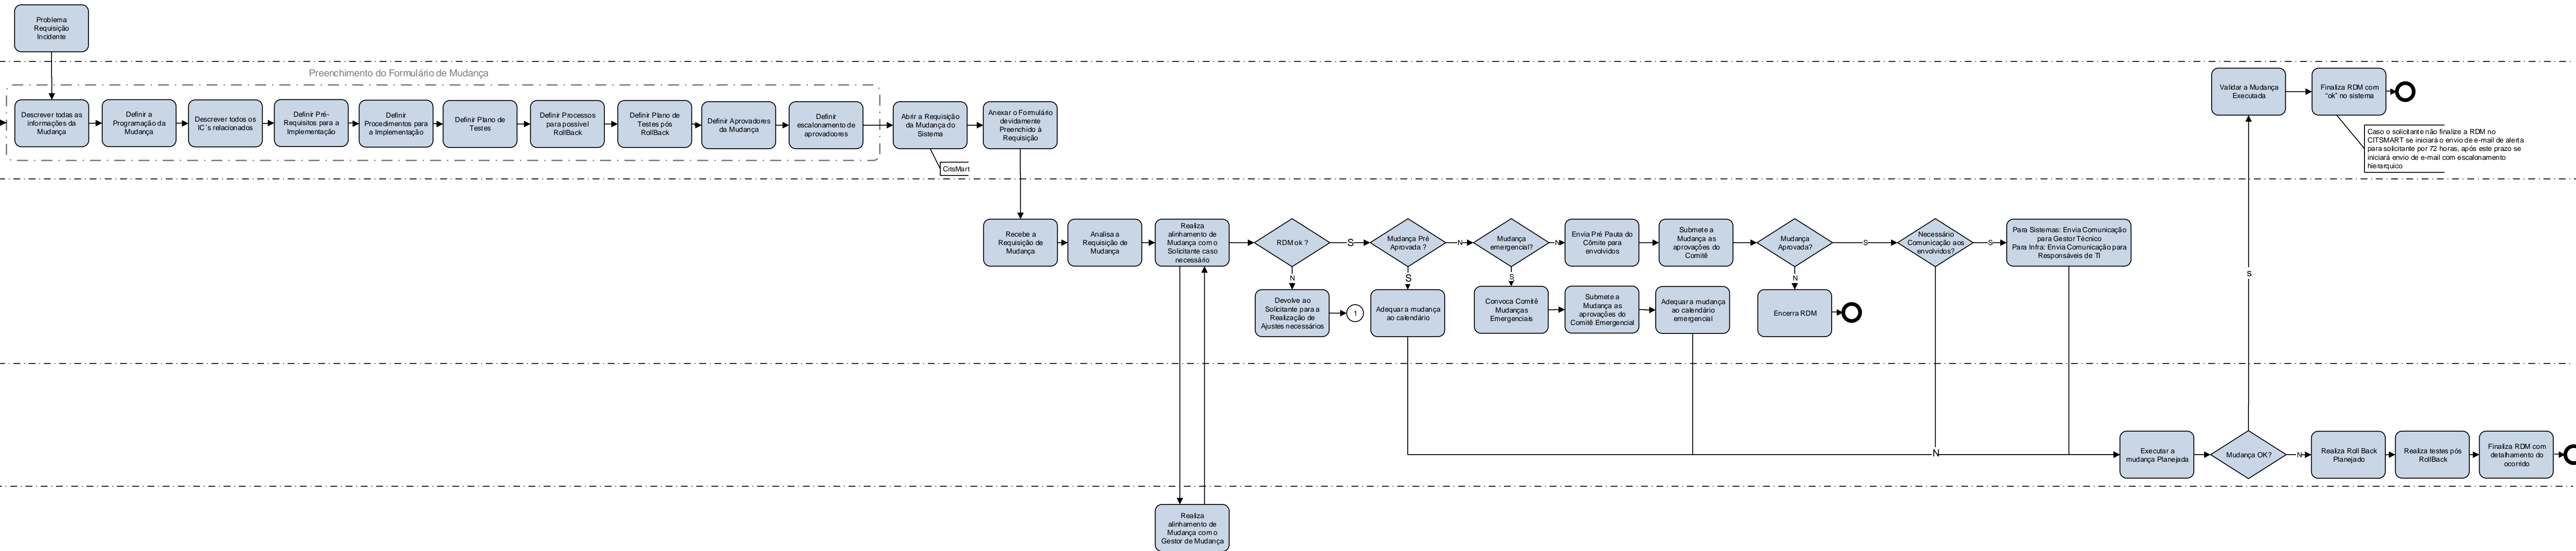 Problema
Requisição
Incidente
Preenchimento do Formulário de Mudança
Descrever todas as
informações da
Mudança
Definir a
Programação da
Mudança
Descrever todos os
IC´s relacionados
Definir Pré-
Requisitos para a
Implementação
Definir
Procedimentos para
a Implementação
Definir Plano de
Testes
Definir Processos
para possível
RollBack
Definir Plano de
Testes pós
RollBack
Definir Aprovadores
da Mudança
Definir
escalonamento de
aprovadoores
Abrir a Requisição
da Mudança do
Sistema
CitsMart
Anexar o Formulário
devidamente
Preenchido à
Requisição
Validar a Mudança
Executada
Finaliza RDM com
“ok” no sistema
Caso o solicitante não finalize a RDM no
CITSMART se iniciará o envio de e-mail de alerta
para solicitante por 72 horas, após este prazo se
iniciará envio de e-mail com escalonamento
hierarquico
Recebe a
Requisição de
Mudança
Analisa a
Requisição de
Mudança
Realiza
alinhamento de
Mudança com o
Solicitante caso
necessário
RDM ok ?
S
Mudança Pré
Aprovada ?
N
Mudança
emergencial?
N
Envia Pré Pauta do
Cômite para
envolvidos
Submete a
Mudança as
aprovações do
Comitê
Mudança
Aprovada?
S
Necessário
Comunicação aos
envolvidos?
S
Para Sistemas: Envia Comunicação
para Gestor Técnico
Para Infra: Envia Comunicação para
Responsáveis de TI
N
S
S
N
S
Devolve ao
Solicitante para a
Realização de
Ajustes necessários
1
Adequar a mudança
ao calendário
Convoca Comitê
Mudanças
Emergenciais
Submete a
Mudança as
aprovações do
Comitê Emergencial
Adequar a mudança
ao calendário
emergencial
Encerra RDM
N
Executar a
mudança Planejada
Mudança OK?
N
Realiza Roll Back
Planejado
Realiza testes pós
RollBack
Finaliza RDM com
detalhamento do
ocorrido
Realiza
alinhamento de
Mudança com o
Gestor de Mudança